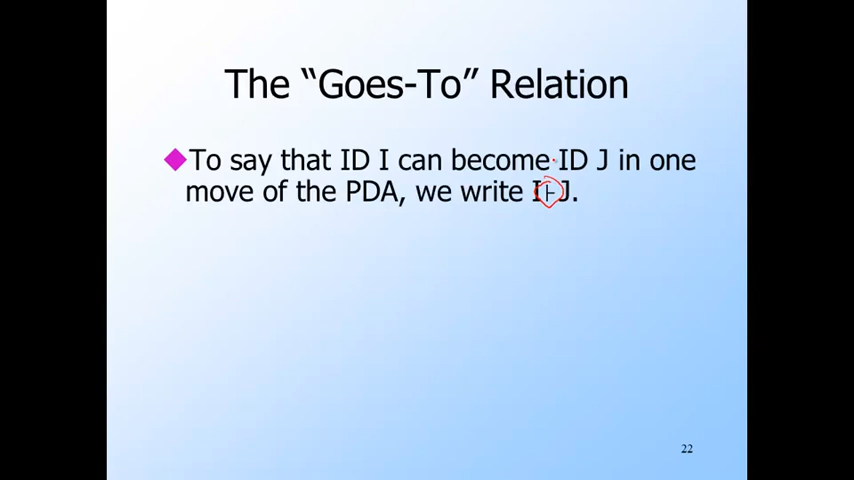 The “Goes-To” Relation
To say that ID I can become ID J in one
move of the PDA, we write I⊦J.
22